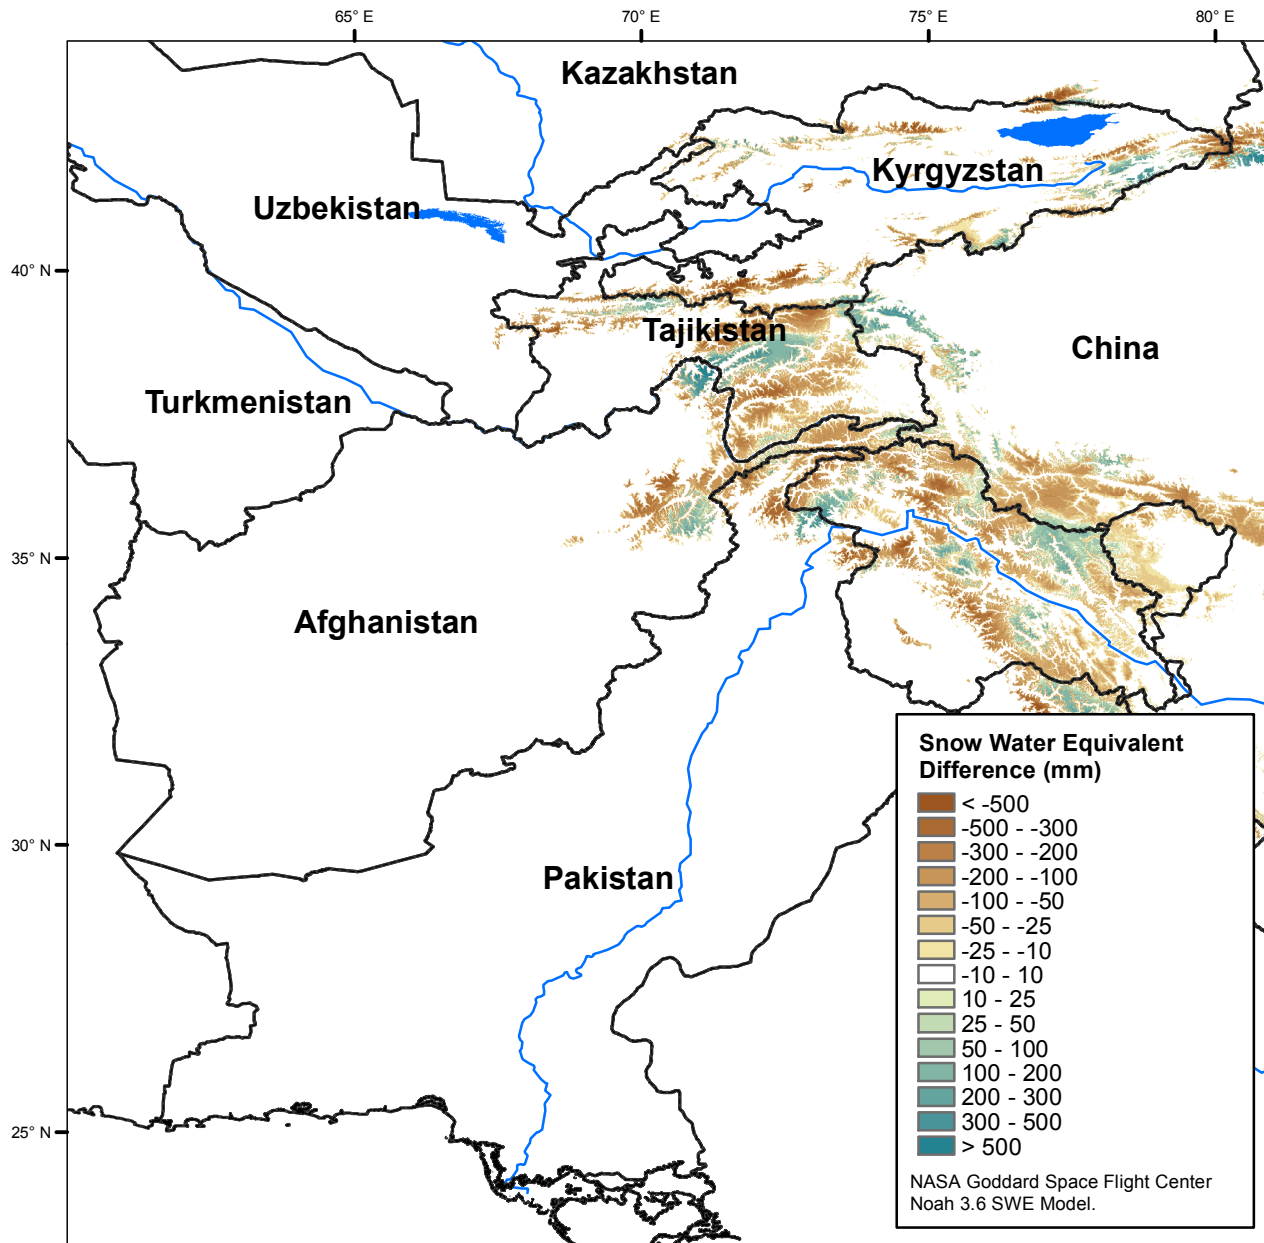 65° E
70° E
75° E
80° E
Kazakhstan
Kyrgyzstan
Uzbekistan
40° N
Tajikistan
China
Turkmenistan
35° N
Afghanistan
30° N
Pakistan
25° N
Snow Water Equivalent
Difference (mm)
< -500
-500 - -300
-300 - -200
-200 - -100
-100 - -50
-50 - -25
-25 - -10
-10 - 10
10 - 25
25 - 50
50 - 100
100 - 200
200 - 300
300 - 500
> 500
NASA Goddard Space Flight Center
Noah 3.6 SWE Model.